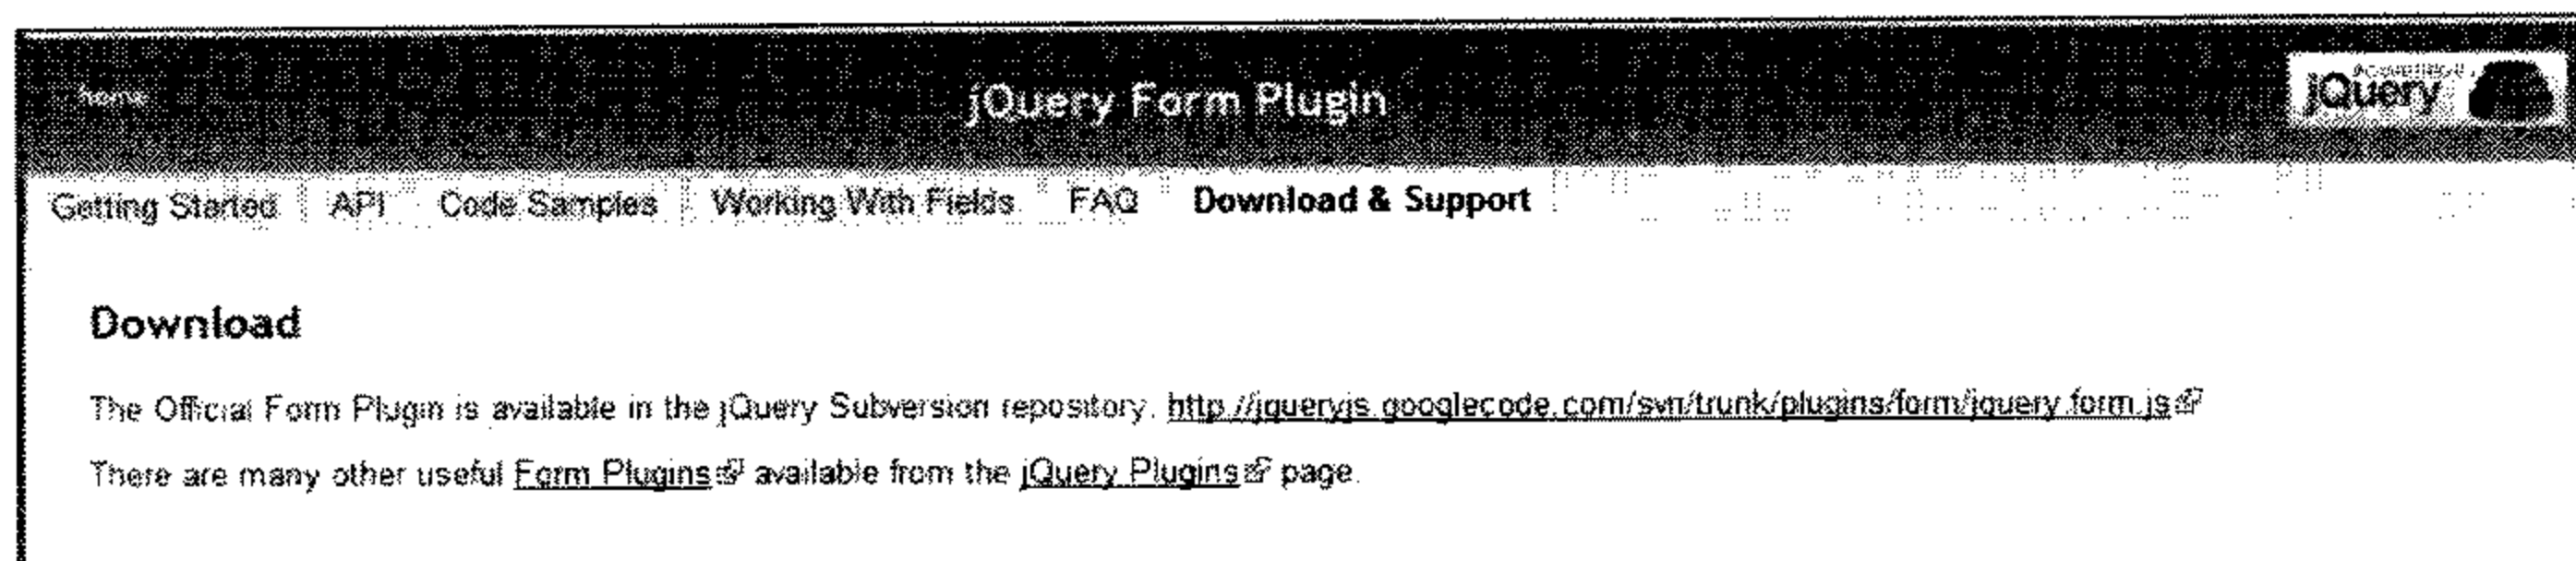 home
jQuery Form Plugin
jQuery
Getting Started API Code Samples Working With Fields FAQ Download & Support
Download
The Official Form Plugin is available in the jQuery Subversion repository. http://jqueryjs.googlecode.com/svn/trunk/plugins/form/jquery.form.js
There are many other useful Form Plugins available from the jQuery Plugins page.